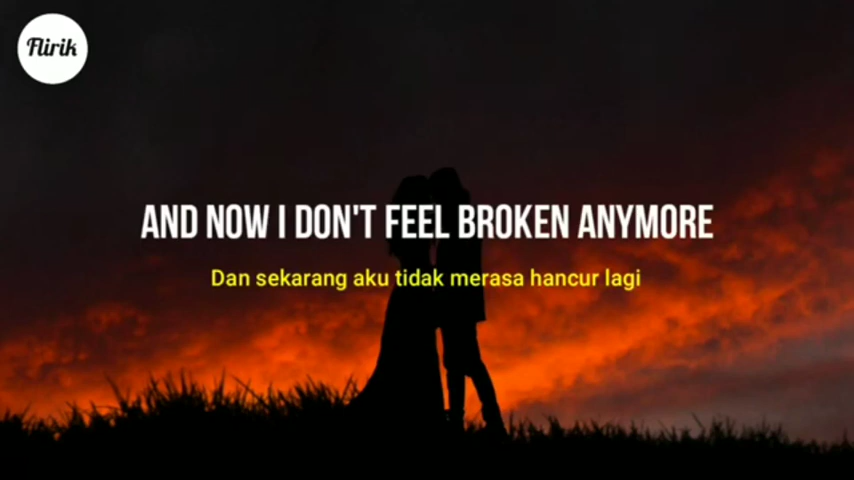 Flirik
AND NOW I DON'T FEEL BROKEN ANYMORE
Dan sekarang aku tidak merasa hancur lagi